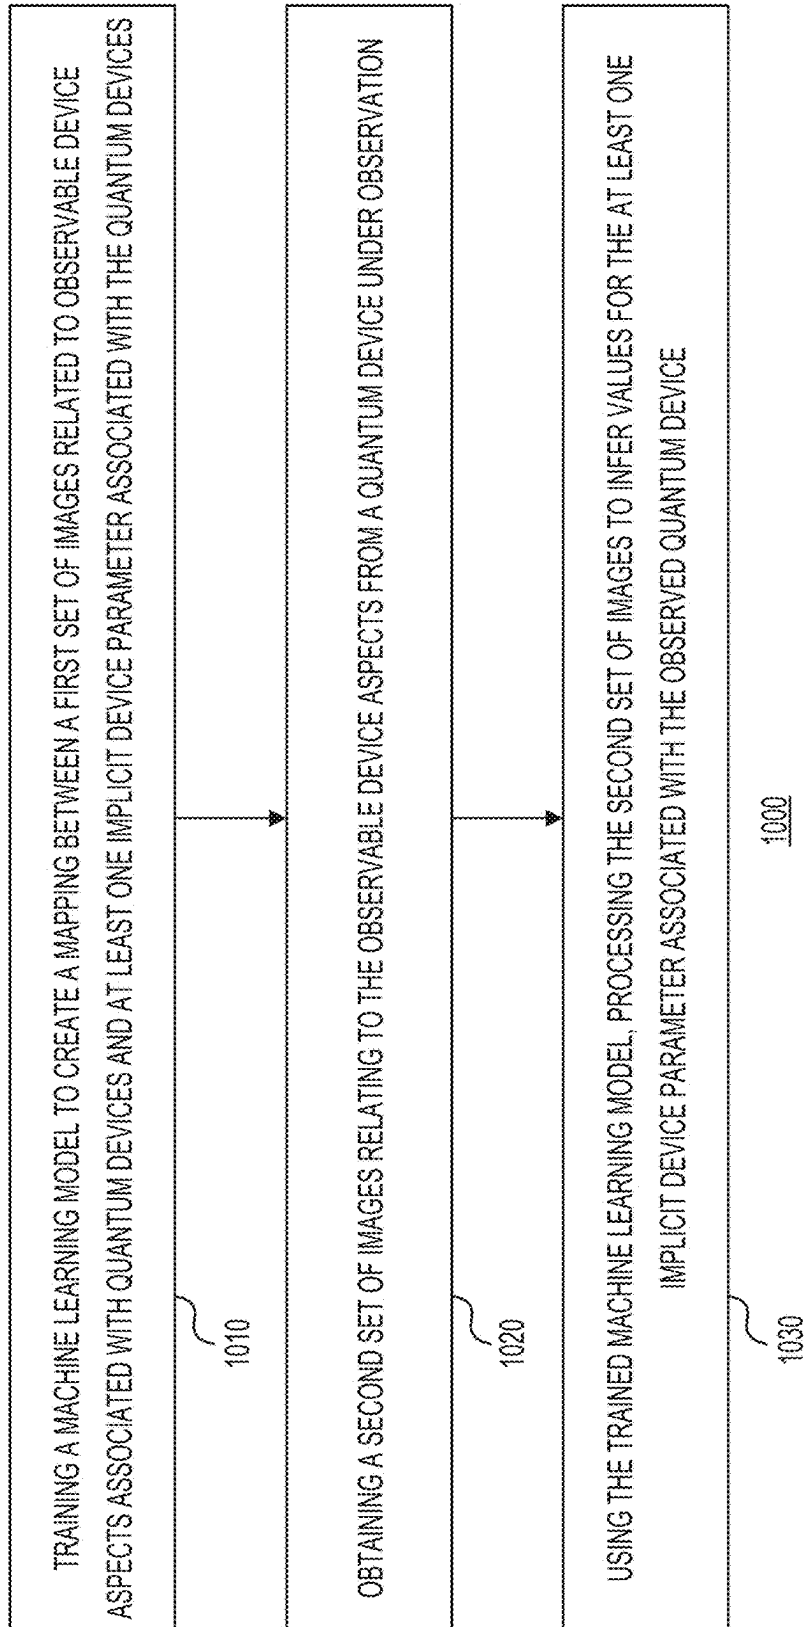 TRAINING A MACHINE LEARNING MODEL TO CREATE A MAPPING BETWEEN A FIRST SET OF IMAGES RELATED TO OBSERVABLE DEVICE
ASPECTS ASSOCIATED WITH QUANTUM DEVICES AND AT LEAST ONE IMPLICIT DEVICE PARAMETER ASSOCIATED WITH THE QUANTUM DEVICES
1010
OBTAINING A SECOND SET OF IMAGES RELATING TO THE OBSERVABLE DEVICE ASPECTS FROM A QUANTUM DEVICE UNDER OBSERVATION
1020
USING THE TRAINED MACHINE LEARNING MODEL, PROCESSING THE SECOND SET OF IMAGES TO INFER VALUES FOR THE AT LEAST ONE
IMPLICIT DEVICE PARAMETER ASSOCIATED WITH THE OBSERVED QUANTUM DEVICE
1030
1000